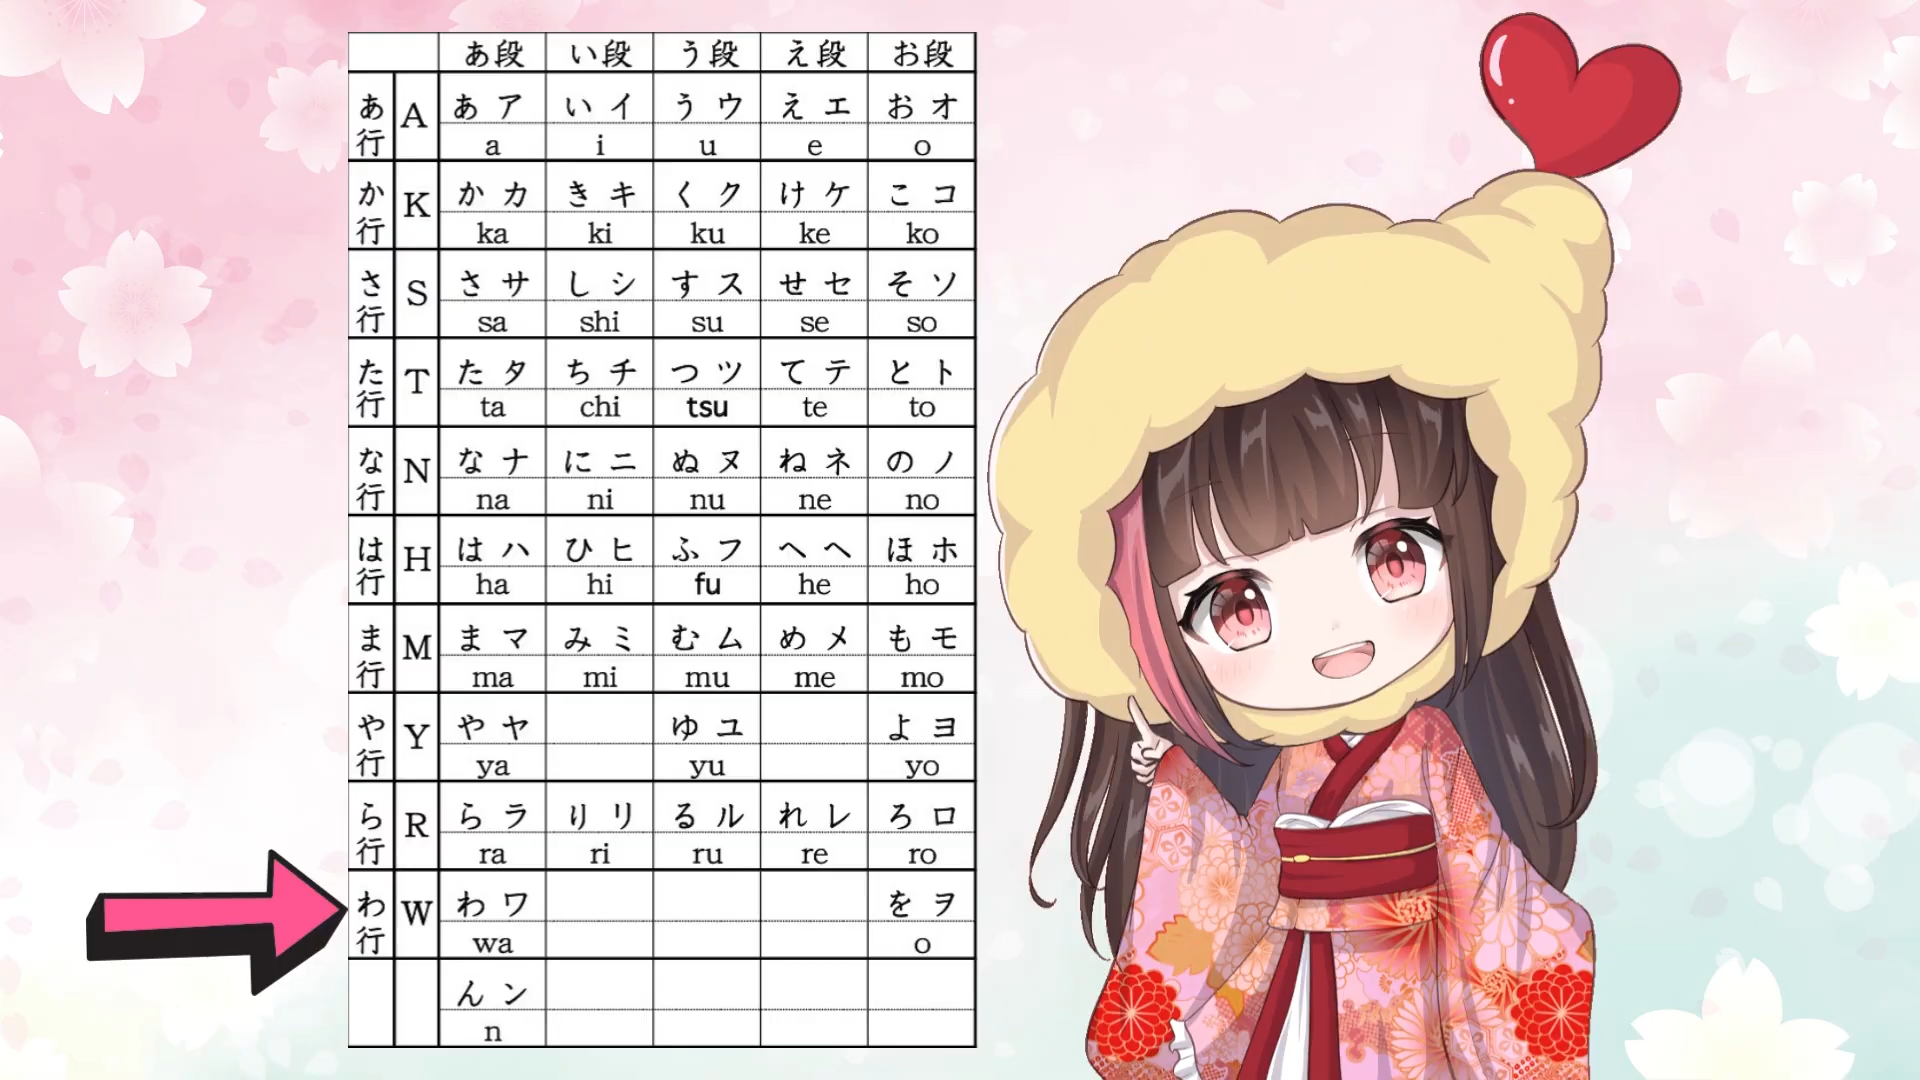 あ段 い段 う段 え段 お段
あ行 A あ ア い イ う ウ え エ お オ
a i u e o
か行 K か カ き キ く ク け ケ こ コ
ka ki ku ke ko
さ行 S さ サ し シ す ス せ セ そ ソ
sa shi su se so
た行 T た タ ち チ つ ツ て テ と ト
ta chi tsu te to
な行 N な ナ に ニ ぬ ヌ ね ネ の ノ
na ni nu ne no
は行 H は ハ ひ ヒ ふ フ へ ヘ ほ ホ
ha hi fu he ho
ま行 M ま マ み ミ む ム め メ も モ
ma mi mu me mo
や行 Y や ヤ ゆ ユ よ ヨ
ya yu yo
ら行 R ら ラ り リ る ル れ レ ろ ロ
ra ri ru re ro
わ行 W わ ワ を ヲ
wa o
ん ン
n